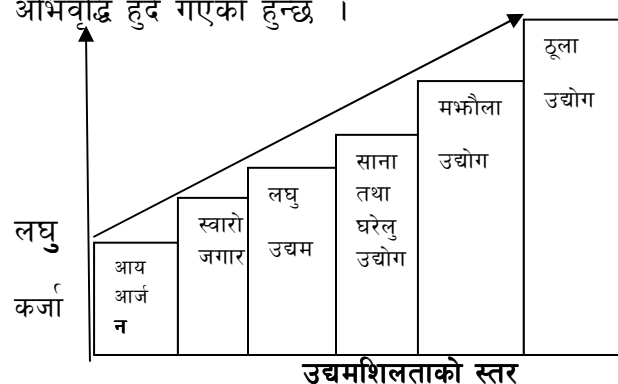 अभिवृद्धि हुँदै गएको हुन्छ ।
ठूला
उद्योग
मझौला
उद्योग
साना
तथा
घरेलु
उद्योग
लघु
उद्यम
स्वारो
जगार
आय
आर्ज
न
लघु
कर्जा
उद्यमशिलताको स्तर